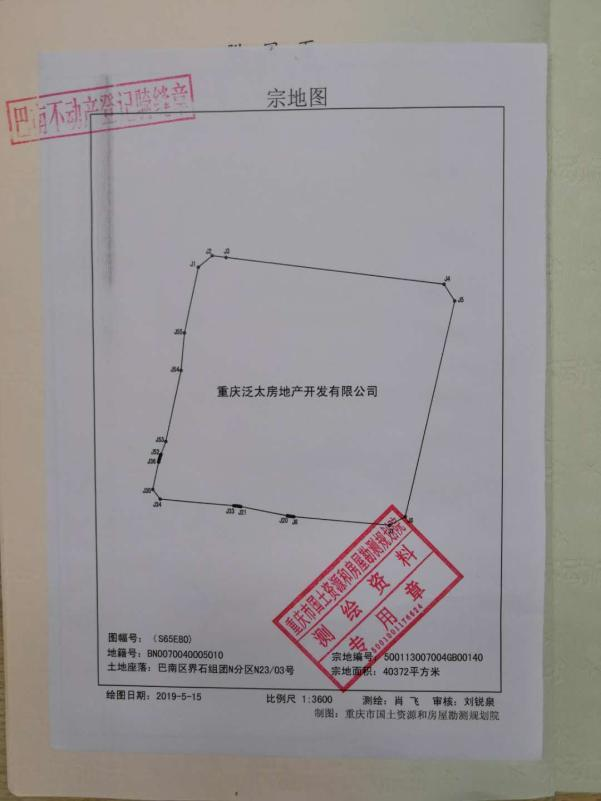 宗地图
巴南不动产登记骑缝章
J2
J3
J1
J4
J5
J55
J54
重庆泛太房地产开发有限公司
J53
J52
J36
J35
J34
J33
J21
J20
J8
J6
重庆市国土资源和房屋勘测规划院
测绘资料
专用章
5001001174624
图幅号：（S65E80）
地籍号：BN0070040005010
宗地编号：500113007004GB00140
土地座落：巴南区界石组团N分区N23/03号
宗地面积：40372平方米
绘图日期：2019-5-15
比例尺 1:3600
测绘：肖 飞 审核：刘锐泉
制图：重庆市国土资源和房屋勘测规划院